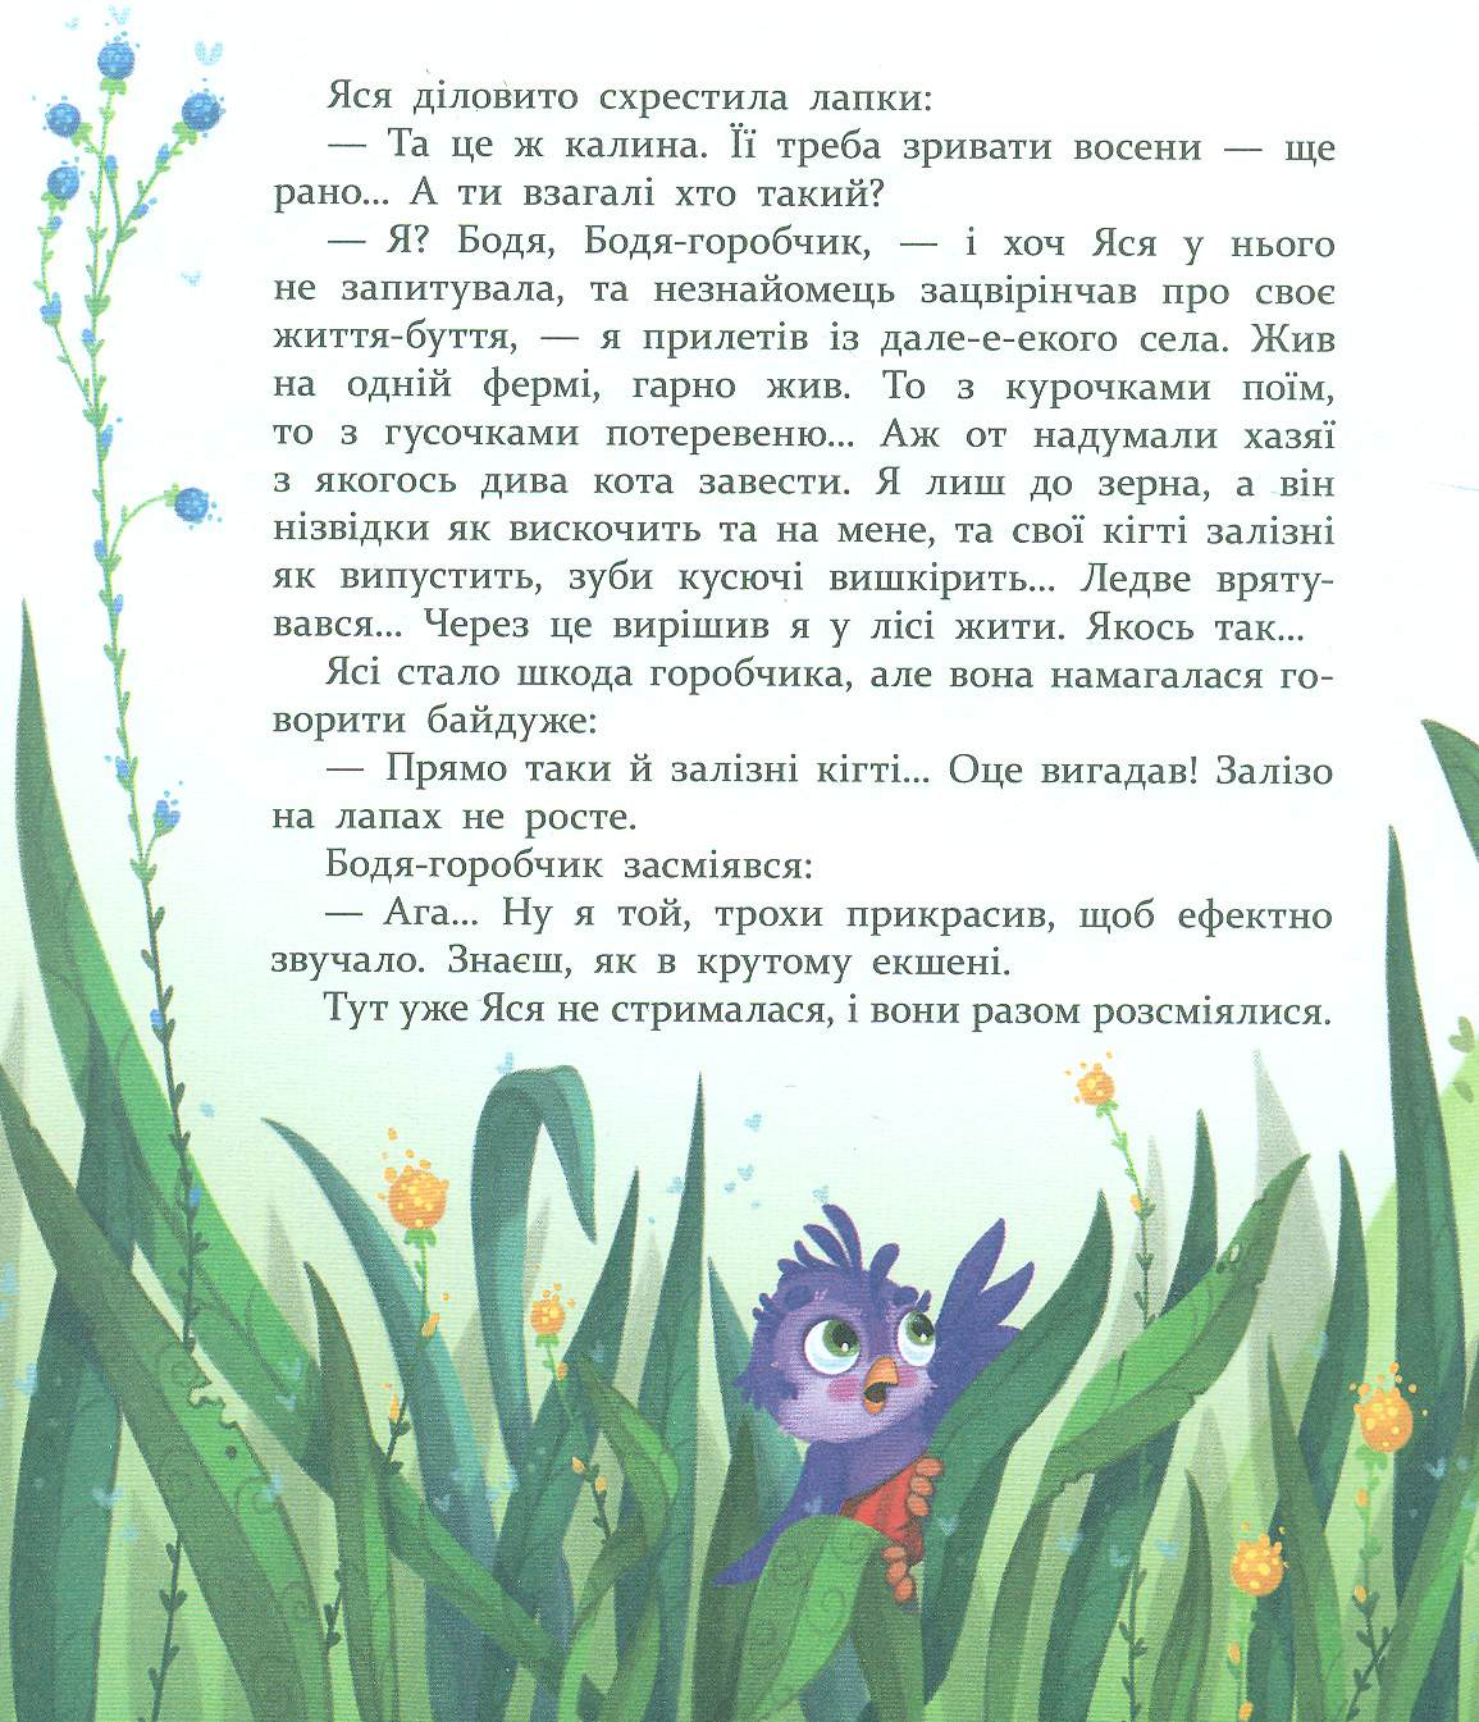 Яся діловито схрестила лапки:
— Та це ж калина. Її треба зривати восени — ще
рано... А ти взагалі хто такий?
— Я? Бодя, Бодя-горобчик, — і хоч Яся у нього
не запитувала, та незнайомець зацвірінчав про своє
життя-буття, — я прилетів із дале-е-екого села. Жив
на одній фермі, гарно жив. То з курочками поїм,
то з гусочками потеревеню... Аж от надумали хазяї
з якогось дива кота завести. Я лиш до зерна, а він
нізвідки як вискочить та на мене, та свої кігті залізні
як випустить, зуби кусючі вишкірить... Ледве вряту-
вався... Через це вирішив я у лісі жити. Якось так...
Ясі стало шкода горобчика, але вона намагалася го-
ворити байдуже:
— Прямо таки й залізні кігті... Оце вигадав! Залізо
на лапах не росте.
Бодя-горобчик засміявся:
— Ага... Ну я той, трохи прикрасив, щоб ефектно
звучало. Знаєш, як в крутому екшені.
Тут уже Яся не стрималася, і вони разом розсміялися.